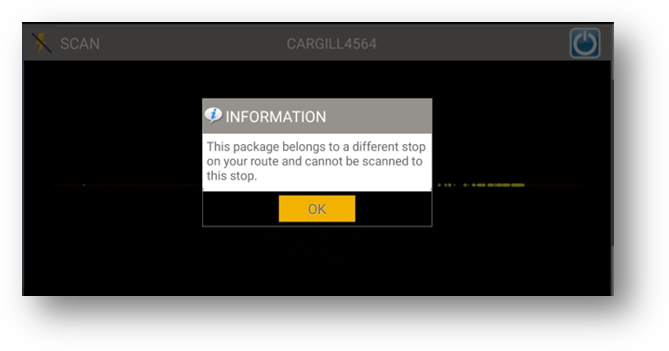 SCAN CARGILL4564
INFORMATION
This package belongs to a different stop
on your route and cannot be scanned to
this stop.
OK